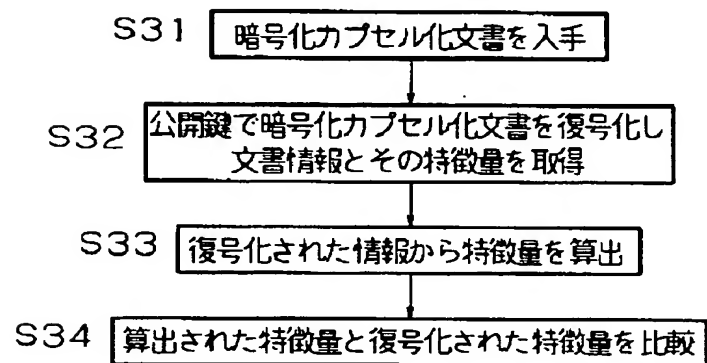 S31 暗号化カプセル化文書を入手
S32 公開鍵で暗号化カプセル化文書を復号化し
文書情報とその特徴量を取得
S33 復号化された情報から特徴量を算出
S34 算出された特徴量と復号化された特徴量を比較